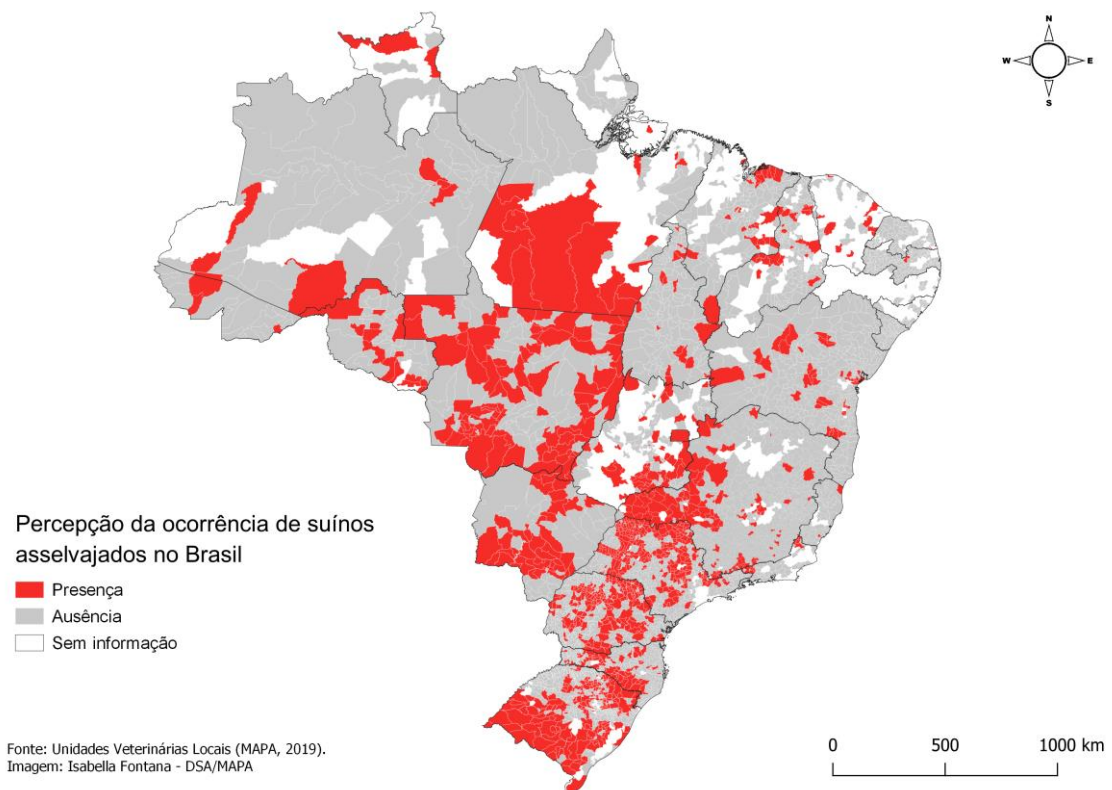 N
W E
S
Percepção da ocorrência de suínos
asselvajados no Brasil
Presença
Ausência
Sem informação
Fonte: Unidades Veterinárias Locais (MAPA, 2019).
Imagem: Isabella Fontana - DSA/MAPA
0 500 1000 km